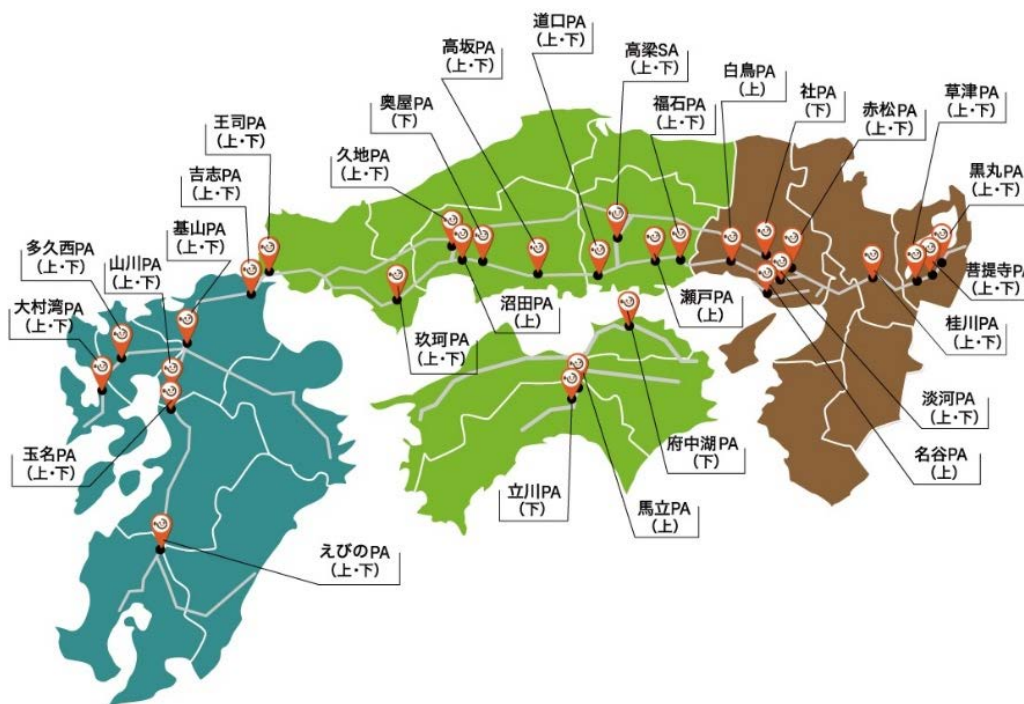 道口PA
(上・下)
高坂PA
(上・下)
高梁SA
(上・下)
白鳥PA
(上)
社PA
(下)
赤松PA
(上・下)
草津PA
(上・下)
奥屋PA
(下)
福石PA
(上・下)
王司PA
(上・下)
久地PA
(上・下)
黒丸PA
(上・下)
吉志PA
(上・下)
基山PA
(上・下)
多久西PA
(上・下)
山川PA
(上・下)
大村湾PA
(上・下)
菩提寺PA
(上・下)
沼田PA
(上)
瀬戸PA
(上)
桂川PA
(上・下)
玖珂PA
(上・下)
淡河PA
(上・下)
玉名PA
(上・下)
府中湖PA
(下)
名谷PA
(上)
立川PA
(下)
馬立PA
(上)
えびのPA
(上・下)